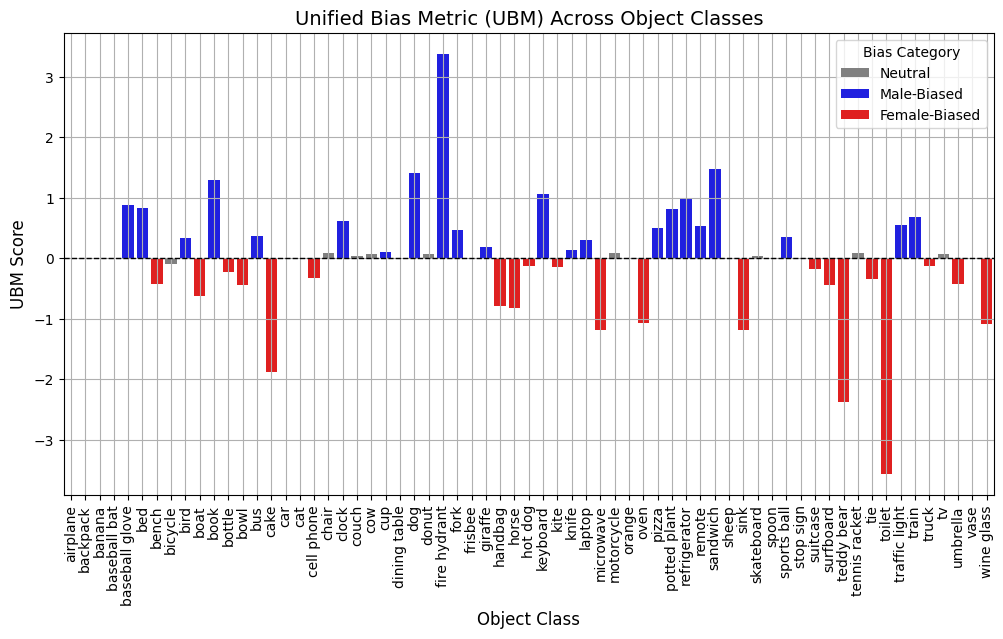 Unified Bias Metric (UBM) Across Object Classes
Bias Category
Neutral
Male-Biased
Female-Biased
UBM Score
3
2
1
0
−1
−2
−3
airplane
backpack
banana
baseball bat
baseball glove
bed
bench
bicycle
bird
boat
book
bottle
bowl
bus
cake
car
cat
cell phone
chair
clock
couch
cow
cup
dining table
dog
donut
fire hydrant
fork
frisbee
giraffe
handbag
horse
hot dog
keyboard
kite
knife
laptop
microwave
motorcycle
orange
oven
pizza
potted plant
refrigerator
remote
sandwich
sheep
sink
skateboard
spoon
sports ball
stop sign
suitcase
surfboard
teddy bear
tennis racket
tie
toilet
traffic light
train
truck
tv
umbrella
vase
wine glass
Object Class